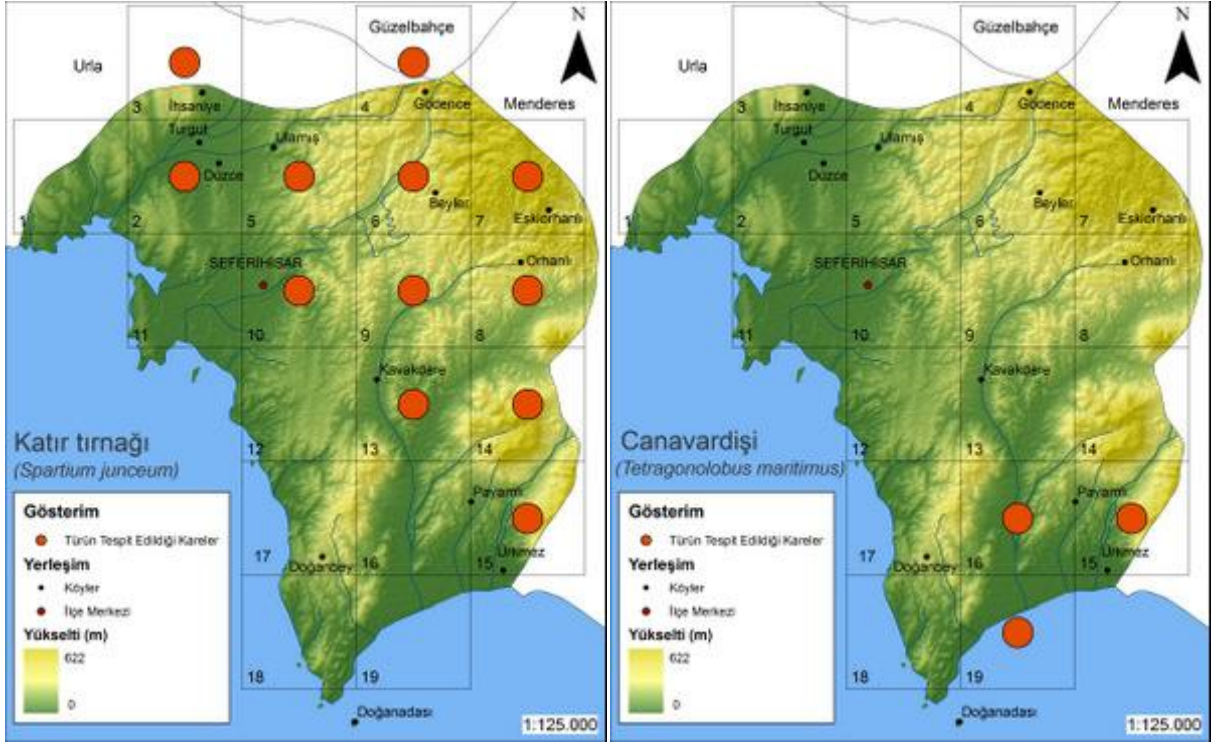 Güzelbahçe
N
Urla
İhsaniye
Gödence
Menderes
3
4
Turgut
Ulamış
Düzce
Beyler
Eskiorhanlı
1
2
5
6
7
SEFERİHİSAR
Orhanlı
11
10
9
8
Kavakdere
Katır tırnağı
(Spartium junceum)
12
13
14
Payamlı
Gösterim
Türün Tespit Edildiği Kareler
Yerleşim
Köyler
İlçe Merkezi
Yükselti (m)
622
0
17
Doğanbey
16
15
Ürkmez
18
19
Doğanadası
1:125.000
Güzelbahçe
N
Urla
İhsaniye
Gödence
Menderes
3
4
Turgut
Ulamış
Düzce
Beyler
Eskiorhanlı
1
2
5
6
7
SEFERİHİSAR
Orhanlı
11
10
9
8
Kavakdere
Canavardişi
(Tetragonolobus maritimus)
12
13
14
Payamlı
Gösterim
Türün Tespit Edildiği Kareler
Yerleşim
Köyler
İlçe Merkezi
Yükselti (m)
622
0
17
Doğanbey
16
15
Ürkmez
18
19
Doğanadası
1:125.000